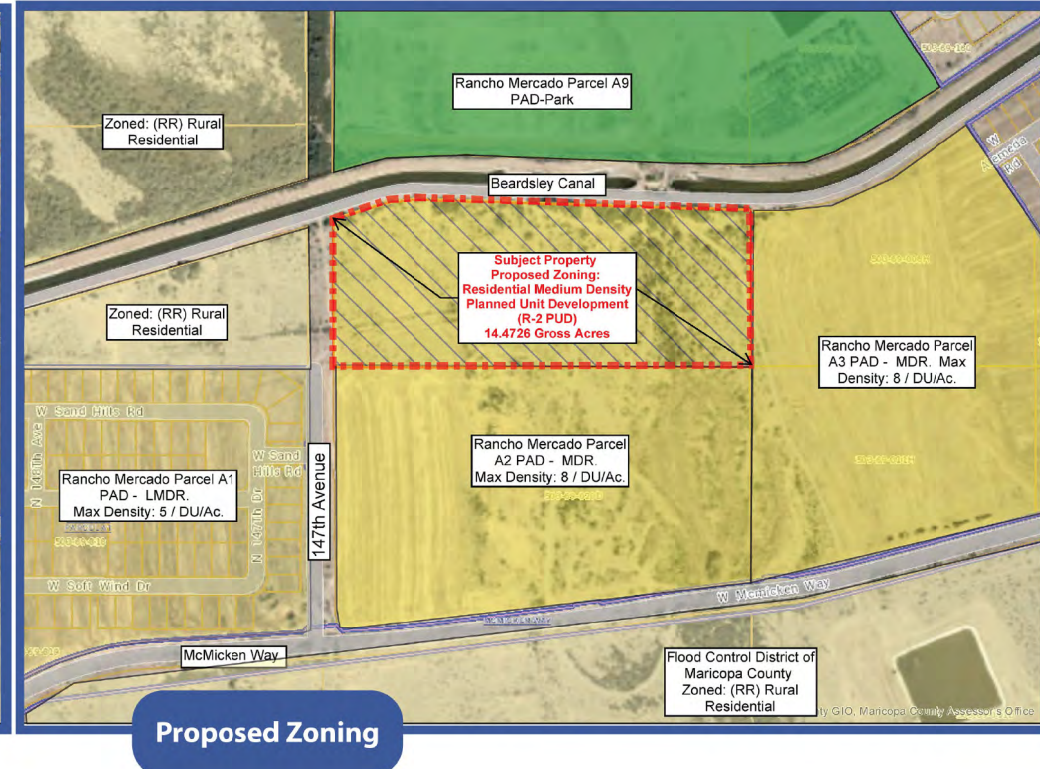 Rancho Mercado Parcel A9
PAD-Park
Zoned: (RR) Rural
Residential
W
Rd
Beardsley Canal
Subject Property
Proposed Zoning:
Residential Medium Density
Planned Unit Development
(R-2 PUD)
14.4726 Gross Acres
Zoned: (RR) Rural
Residential
Rancho Mercado Parcel
A3 PAD - MDR. Max
Density: 8 / DU/Ac.
W Sand Hills Rd
N 148Th Ave
W Sand
Hills Rd
Rancho Mercado Parcel
A2 PAD - MDR.
Max Density: 8 / DU/Ac.
Rancho Mercado Parcel A1
PAD - LMDR.
Max Density: 5 / DU/Ac.
N 147Th Dr
147th Avenue
W Soft Wind Dr
W Mcmicken Way
McMicken Way
Flood Control District of
Maricopa County
Zoned: (RR) Rural
Residential
GIO, Maricopa County Assessor's Office
Proposed Zoning